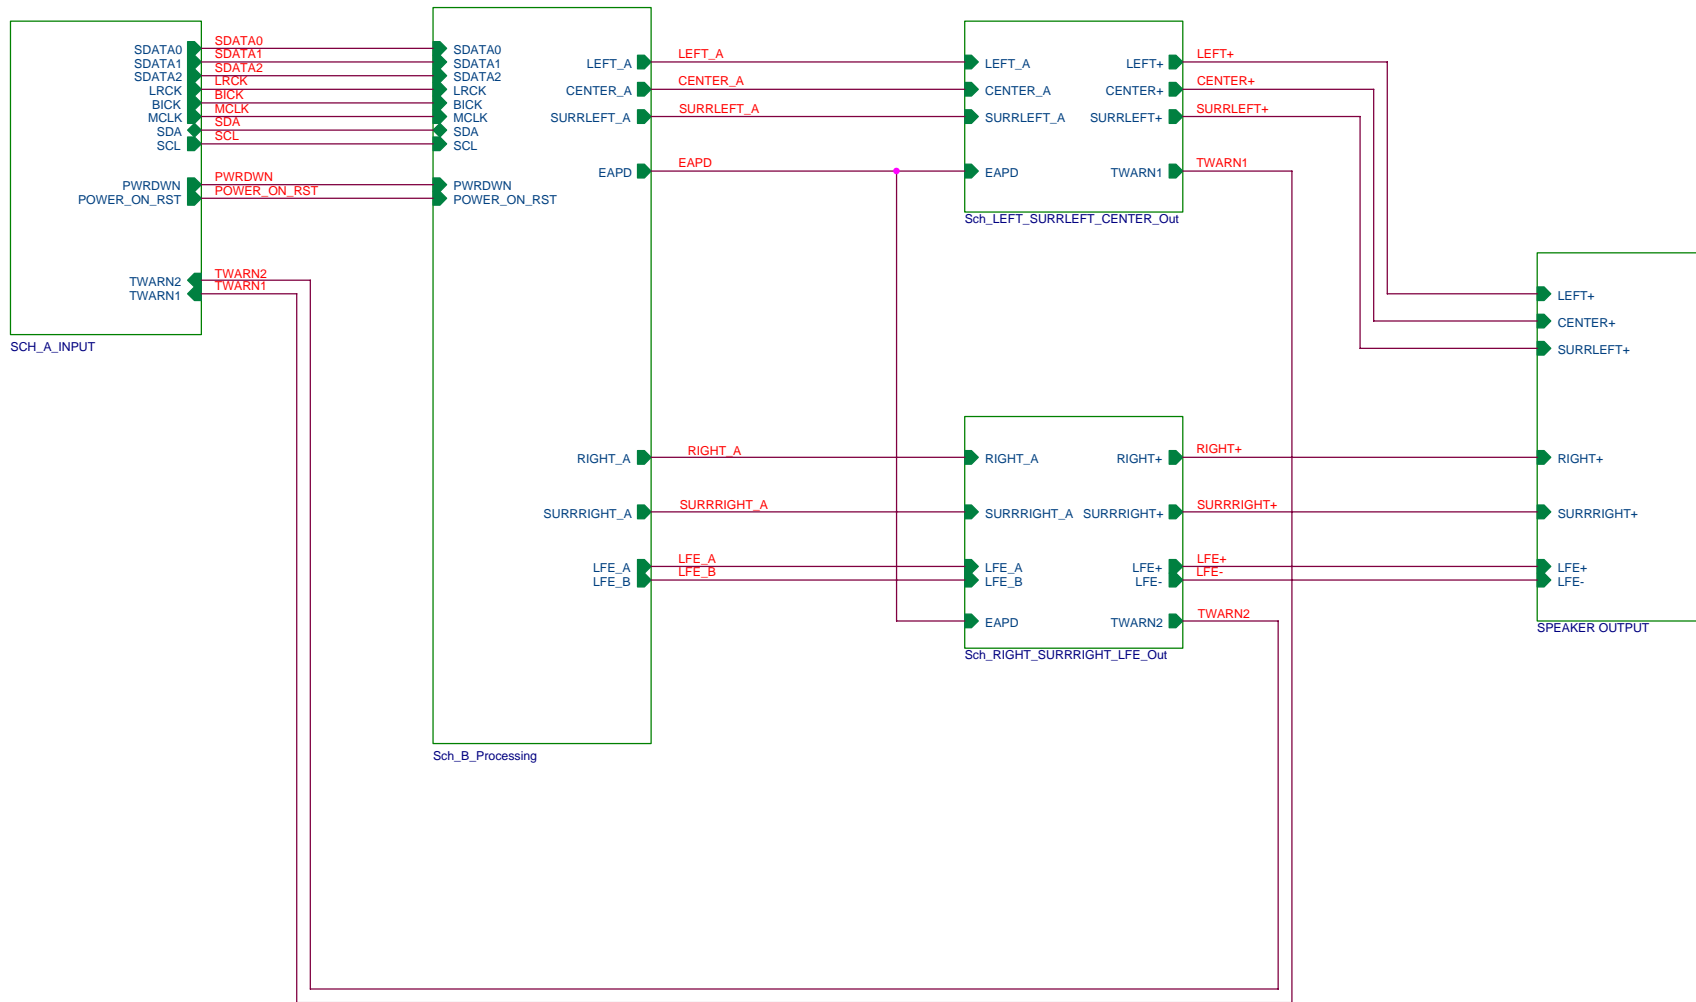 SDATA0
SDATA1
SDATA2
LRCK
BICK
MCLK
SDA
SCL
PWRDWN
POWER_ON_RST
TWARN2
TWARN1
SCH_A_INPUT
SDATA0
SDATA1
SDATA2
LRCK
BICK
MCLK
SDA
SCL
PWRDWN
POWER_ON_RST
TWARN2
TWARN1
SDATA0
SDATA1
SDATA2
LRCK
BICK
MCLK
SDA
SCL
PWRDWN
POWER_ON_RST
LEFT_A
CENTER_A
SURRLEFT_A
EAPD
RIGHT_A
SURRRIGHT_A
LFE_A
LFE_B
Sch_B_Processing
LEFT_A
CENTER_A
SURRLEFT_A
EAPD
RIGHT_A
SURRRIGHT_A
LFE_A
LFE_B
LEFT_A
CENTER_A
SURRLEFT_A
EAPD
LEFT+
CENTER+
SURRLEFT+
TWARN1
Sch_LEFT_SURRLEFT_CENTER_Out
RIGHT_A
SURRRIGHT_A
LFE_A
LFE_B
EAPD
RIGHT+
SURRRIGHT+
LFE+
LFE-
TWARN2
Sch_RIGHT_SURRRIGHT_LFE_Out
LEFT+
CENTER+
SURRLEFT+
TWARN1
RIGHT+
SURRRIGHT+
LFE+
LFE-
TWARN2
LEFT+
CENTER+
SURRLEFT+
RIGHT+
SURRRIGHT+
LFE+
LFE-
SPEAKER OUTPUT